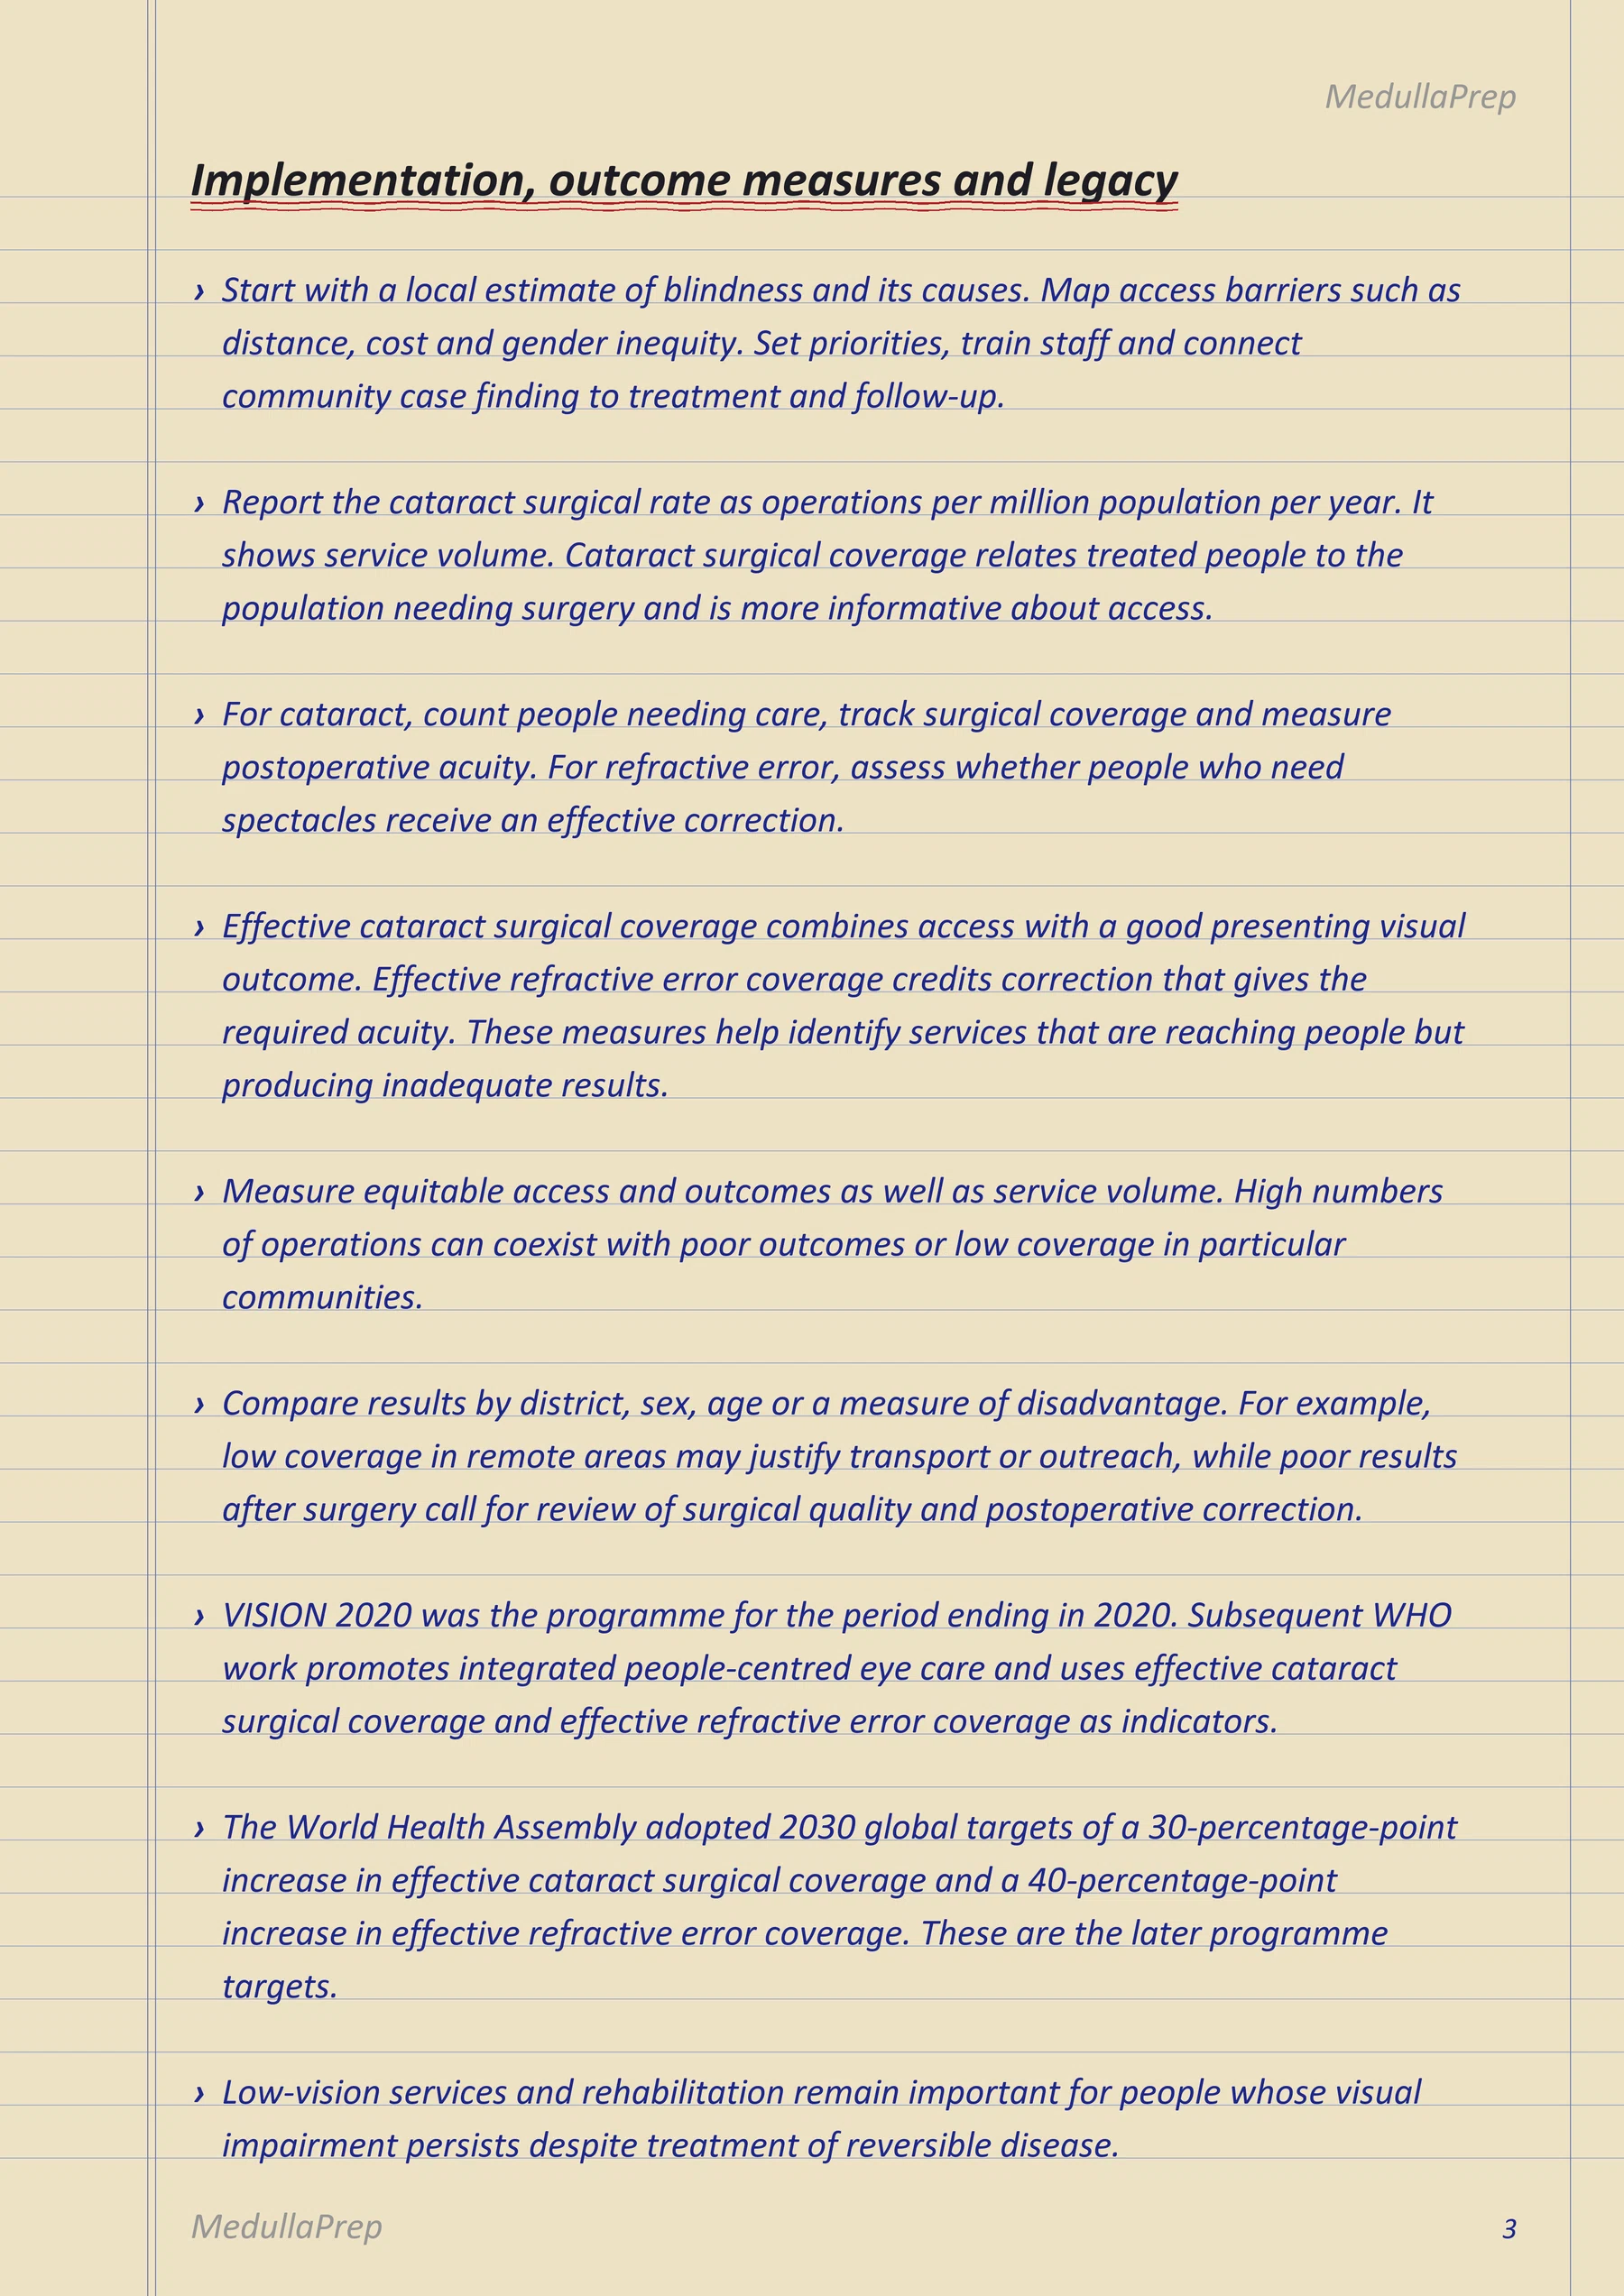 MedullaPrep
Implementation, outcome measures and legacy
› Start with a local estimate of blindness and its causes. Map access barriers such as
distance, cost and gender inequity. Set priorities, train staff and connect
community case finding to treatment and follow-up.
› Report the cataract surgical rate as operations per million population per year. It
shows service volume. Cataract surgical coverage relates treated people to the
population needing surgery and is more informative about access.
› For cataract, count people needing care, track surgical coverage and measure
postoperative acuity. For refractive error, assess whether people who need
spectacles receive an effective correction.
› Effective cataract surgical coverage combines access with a good presenting visual
outcome. Effective refractive error coverage credits correction that gives the
required acuity. These measures help identify services that are reaching people but
producing inadequate results.
› Measure equitable access and outcomes as well as service volume. High numbers
of operations can coexist with poor outcomes or low coverage in particular
communities.
› Compare results by district, sex, age or a measure of disadvantage. For example,
low coverage in remote areas may justify transport or outreach, while poor results
after surgery call for review of surgical quality and postoperative correction.
› VISION 2020 was the programme for the period ending in 2020. Subsequent WHO
work promotes integrated people-centred eye care and uses effective cataract
surgical coverage and effective refractive error coverage as indicators.
› The World Health Assembly adopted 2030 global targets of a 30-percentage-point
increase in effective cataract surgical coverage and a 40-percentage-point
increase in effective refractive error coverage. These are the later programme
targets.
› Low-vision services and rehabilitation remain important for people whose visual
impairment persists despite treatment of reversible disease.
MedullaPrep
3